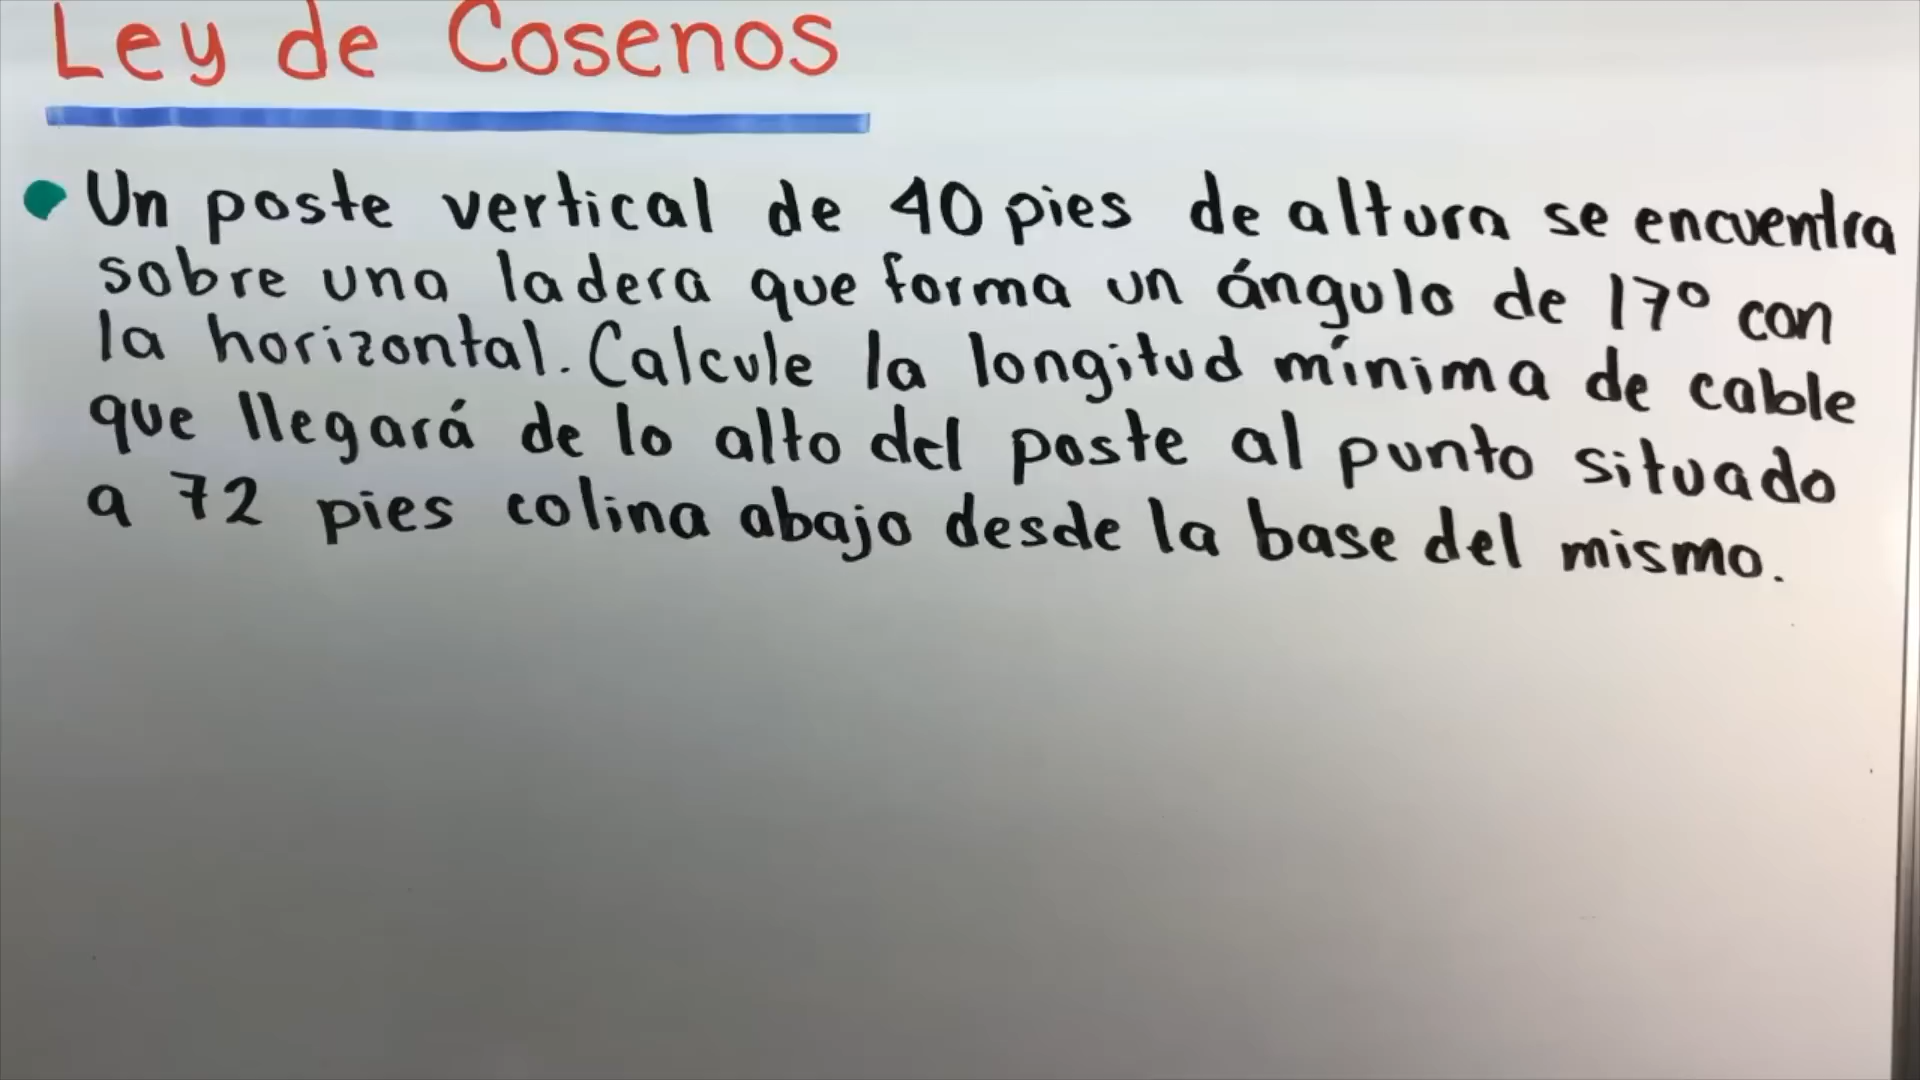 Ley de Cosenos
Un poste vertical de 40 pies de altura se encuentra
sobre una ladera que forma un ángulo de 17° con
la horizontal. Calcule la longitud mínima de cable
que llegará de lo alto del poste al punto situado
a 72 pies colina abajo desde la base del mismo.